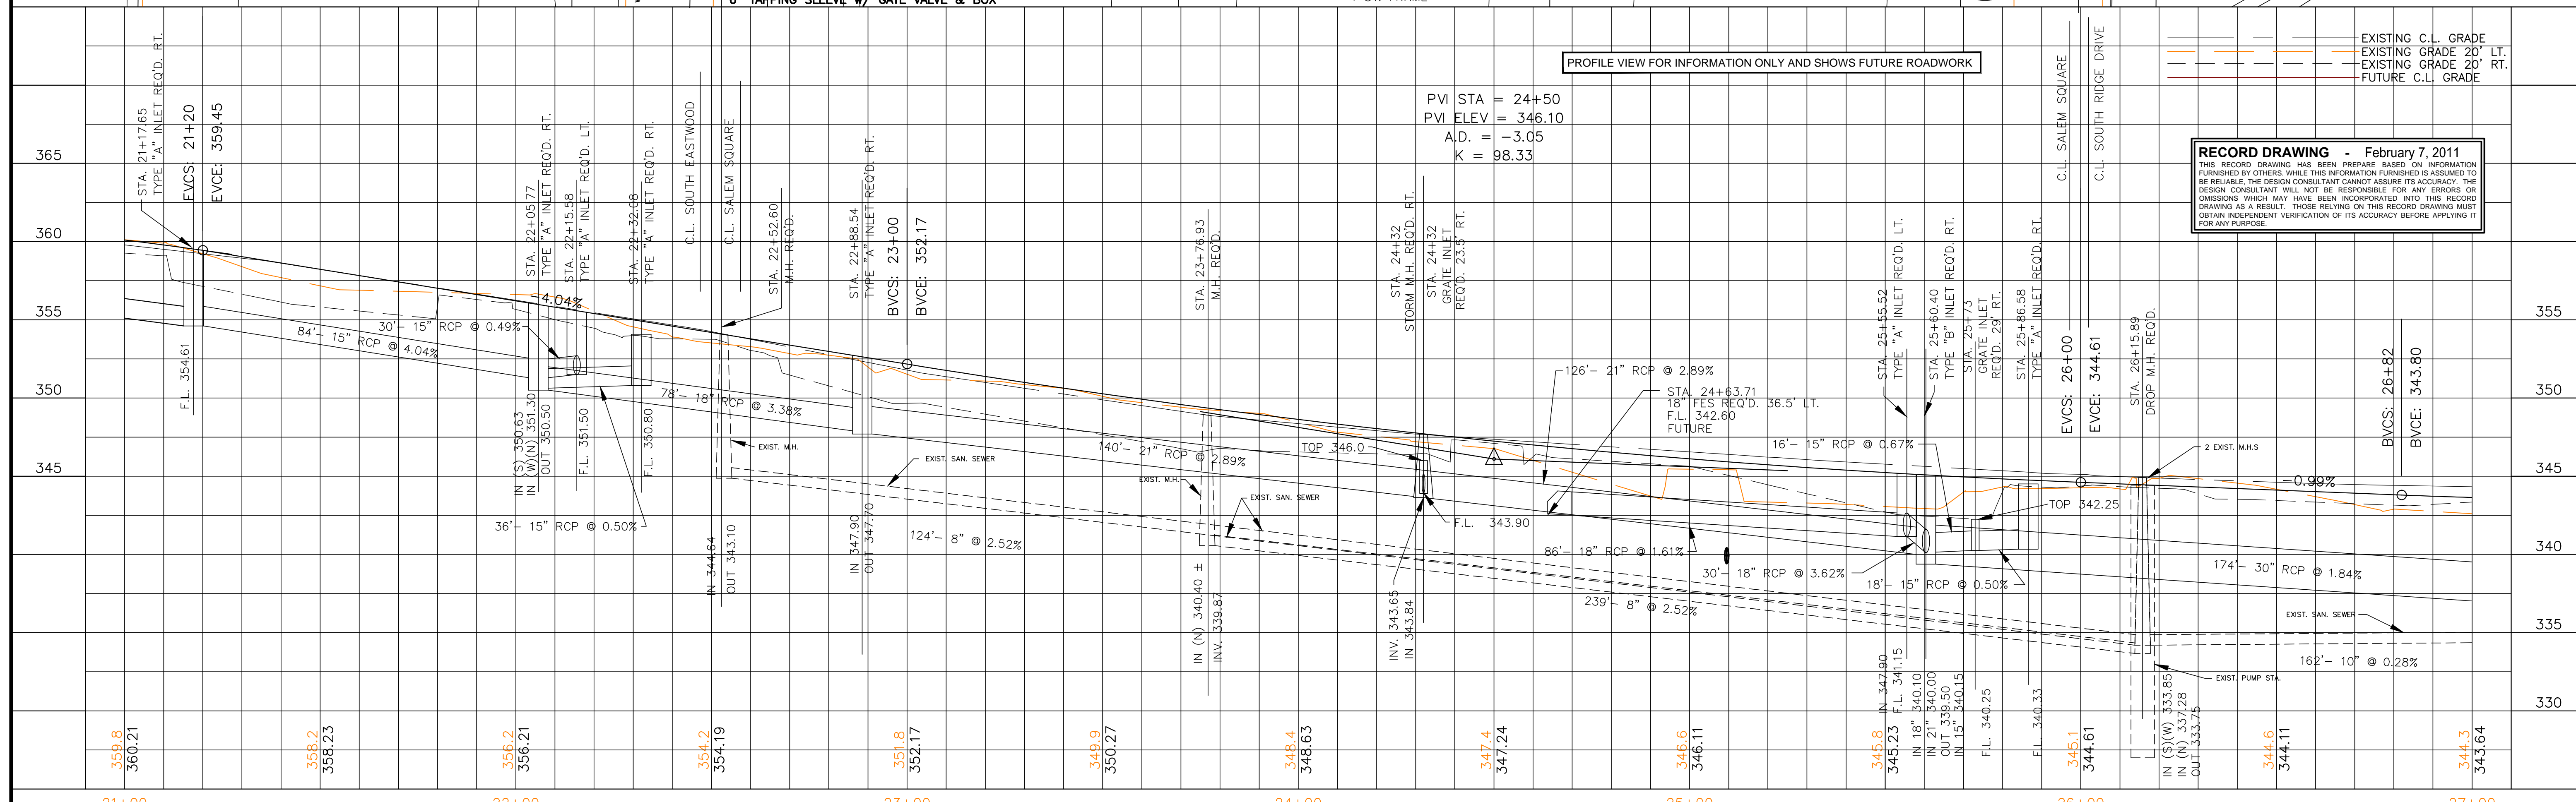 6" TAPPING SLEEVE W/ GATE VALVE & BOX
PROFILE VIEW FOR INFORMATION ONLY AND SHOWS FUTURE ROADWORK
EXISTING C.L. GRADE
EXISTING GRADE 20' LT.
EXISTING GRADE 20' RT.
FUTURE C.L. GRADE
RECORD DRAWING - February 7, 2011
THIS RECORD DRAWING HAS BEEN PREPARE BASED ON INFORMATION
FURNISHED BY OTHERS. WHILE THIS INFORMATION FURNISHED IS ASSUMED TO
BE RELIABLE, THE DESIGN CONSULTANT CANNOT ASSURE ITS ACCURACY. THE
DESIGN CONSULTANT WILL NOT BE RESPONSIBLE FOR ANY ERRORS OR
OMISSIONS WHICH MAY HAVE BEEN INCORPORATED INTO THIS RECORD
DRAWING AS A RESULT. THOSE RELYING ON THIS RECORD DRAWING MUST
OBTAIN INDEPENDENT VERIFICATION OF ITS ACCURACY BEFORE APPLYING IT
FOR ANY PURPOSE.
PVI STA = 24+50
PVI ELEV = 346.10
A.D. = -3.05
K = 98.33
365
360
355
350
345
STA. 21+17.65
TYPE "A" INLET REQ'D. RT.
EVCS: 21+20
EVCE: 359.45
F.L. 354.61
84'- 15" RCP @ 4.04%
30'- 15" RCP @ 0.49%
-4.04%
STA. 22+05.77
TYPE "A" INLET REQ'D. RT.
STA. 22+15.58
TYPE "A" INLET REQ'D. LT.
STA. 22+32.08
TYPE "A" INLET REQ'D. RT.
IN (S) 350.63
IN (W)(N) 351.30
OUT 350.50
F.L. 351.50
F.L. 350.80
36'- 15" RCP @ 0.50%
C.L. SOUTH EASTWOOD
C.L. SALEM SQUARE
STA. 22+52.60
M.H. REQ'D.
78'- 18" RCP @ 3.38%
EXIST. M.H.
IN 344.64
OUT 343.10
STA. 22+88.54
TYPE "A" INLET REQ'D. RT.
BVCS: 23+00
BVCE: 352.17
EXIST. SAN. SEWER
IN 347.90
OUT 347.70
124'- 8" @ 2.52%
140'- 21" RCP @ 2.89%
STA. 23+76.93
M.H. REQ'D.
EXIST. M.H.
EXIST. SAN. SEWER
IN (N) 340.40 ±
INV. 339.87
TOP 346.0
STA. 24+32
STORM M.H. REQ'D. RT.
STA. 24+32
GRATE INLET
REQ'D. 23.5' RT.
F.L. 343.90
INV. 343.65
IN 343.84
126'- 21" RCP @ 2.89%
STA. 24+63.71
18" FES REQ'D. 36.5' LT.
F.L. 342.60
FUTURE
86'- 18" RCP @ 1.61%
239'- 8" @ 2.52%
16'- 15" RCP @ 0.67%
30'- 18" RCP @ 3.62%
18'- 15" RCP @ 0.50%
STA. 25+55.52
TYPE "A" INLET REQ'D. LT.
STA. 25+60.40
TYPE "B" INLET REQ'D. RT.
STA. 25+73
GRATE INLET
REQ'D. 29' RT.
STA. 25+86.58
TYPE "A" INLET REQ'D. RT.
IN 347.90
F.L. 341.15
IN 18" 340.10
IN 21" 340.00
OUT 339.50
IN 15" 340.15
F.L. 340.25
F.L. 340.33
TOP 342.25
C.L. SALEM SQUARE
C.L. SOUTH RIDGE DRIVE
EVCS: 26+00
EVCE: 344.61
STA. 26+15.89
DROP M.H. REQ'D.
2 EXIST. M.H.S
-0.99%
174'- 30" RCP @ 1.84%
EXIST. SAN. SEWER
162'- 10" @ 0.28%
EXIST. PUMP STA.
IN (S)(W) 333.85
IN (N) 337.28
OUT 333.75
BVCS: 26+82
BVCE: 343.80
355
350
345
340
335
330
359.8
360.21
358.2
358.23
356.2
356.21
354.2
354.19
351.8
352.17
349.9
350.27
348.4
348.63
347.4
347.24
346.6
346.11
345.8
345.23
345.1
344.61
344.6
344.11
344.3
343.64
21+00
22+00
23+00
24+00
25+00
26+00
27+00